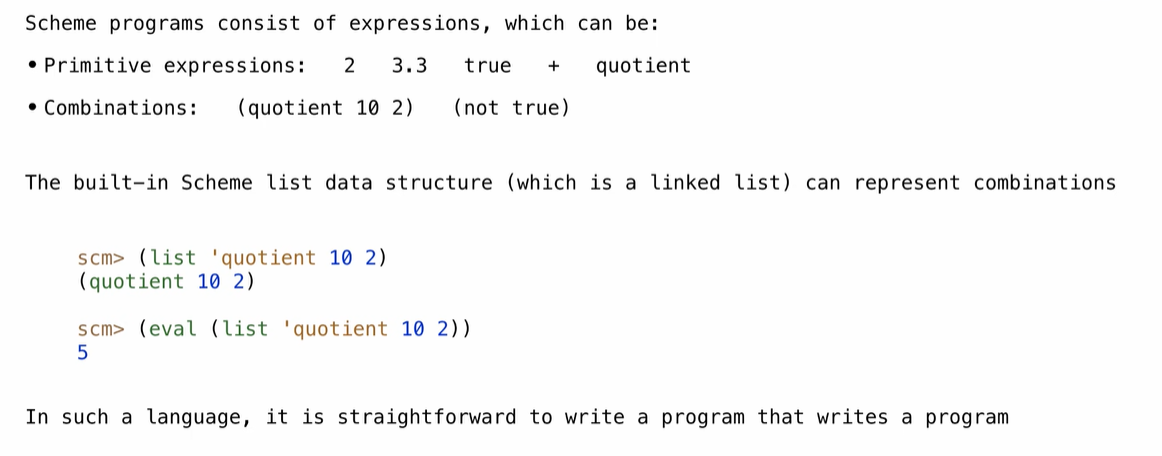 Scheme programs consist of expressions, which can be:
• Primitive expressions: 2 3.3 true + quotient
• Combinations: (quotient 10 2) (not true)
The built-in Scheme list data structure (which is a linked list) can represent combinations
scm> (list 'quotient 10 2)
(quotient 10 2)
scm> (eval (list 'quotient 10 2))
5
In such a language, it is straightforward to write a program that writes a program